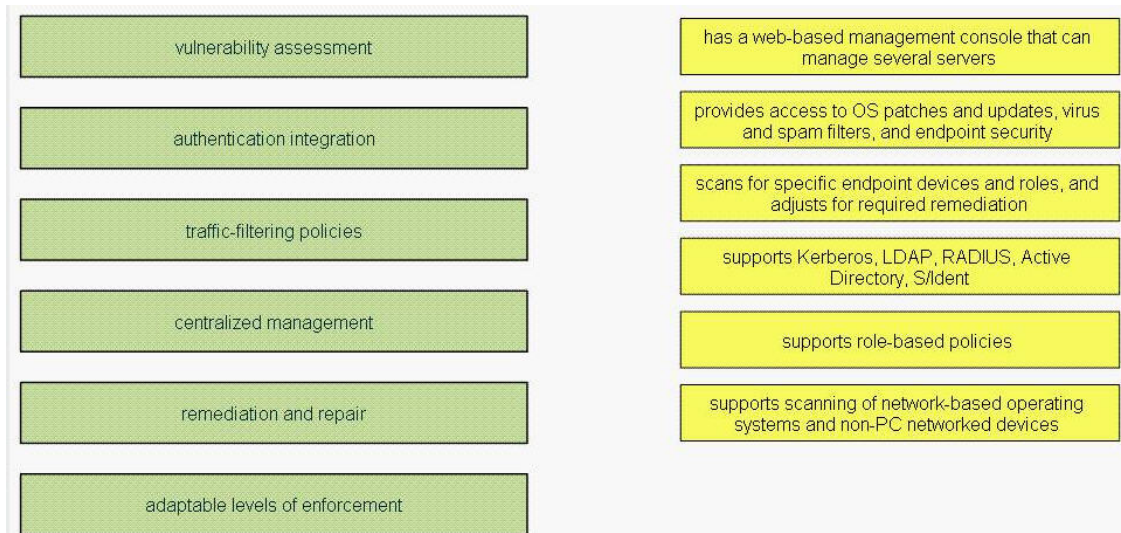 vulnerability assessment
authentication integration
traffic-filtering policies
centralized management
remediation and repair
adaptable levels of enforcement
has a web-based management console that can
manage several servers
provides access to OS patches and updates, virus
and spam filters, and endpoint security
scans for specific endpoint devices and roles, and
adjusts for required remediation
supports Kerberos, LDAP, RADIUS, Active
Directory, S/Ident
supports role-based policies
supports scanning of network-based operating
systems and non-PC networked devices